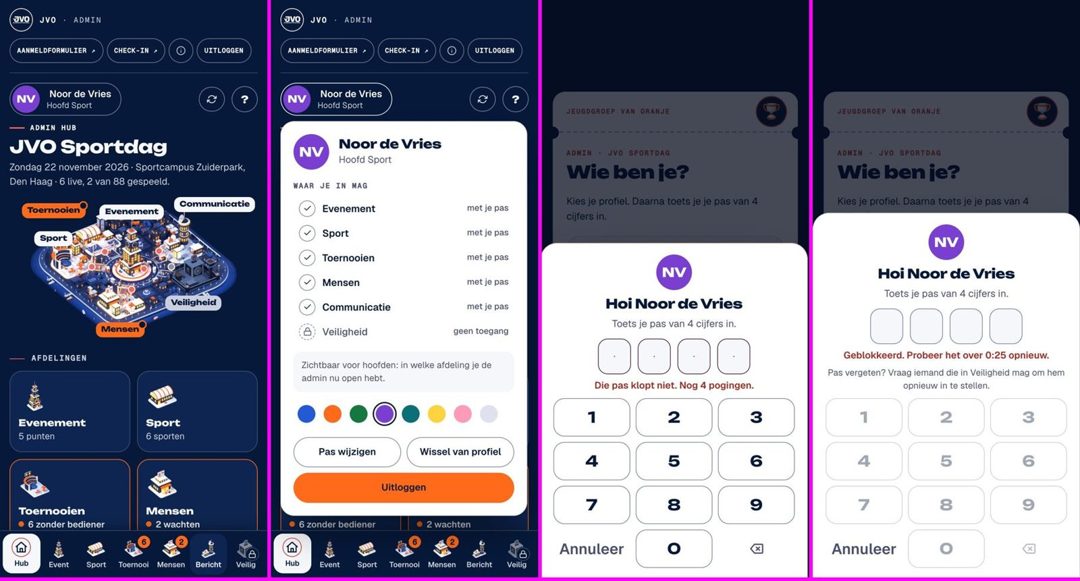 JVO JVO · ADMIN
AANMELDFORMULIER ↗ CHECK-IN ↗ UITLOGGEN
NV Noor de Vries
Hoofd Sport
?
ADMIN HUB
JVO Sportdag
Zondag 22 november 2026 · Sportcampus Zuiderpark,
Den Haag · 6 live, 2 van 88 gespeeld.
Communicatie
Toernooien
Evenement
Sport
Veiligheid
Mensen
AFDELINGEN
Evenement
5 punten
Sport
6 sporten
Toernooien
6 zonder bediener
Mensen
2 wachten
6 2
Hub Event Sport Toernooi Mensen Bericht Veilig
JVO JVO · ADMIN
AANMELDFORMULIER ↗ CHECK-IN ↗ UITLOGGEN
NV Noor de Vries
Hoofd Sport
?
NV Noor de Vries
Hoofd Sport
WAAR JE IN MAG
Evenement met je pas
Sport met je pas
Toernooien met je pas
Mensen met je pas
Communicatie met je pas
Veiligheid geen toegang
Zichtbaar voor hoofden: in welke afdeling je de
admin nu open hebt.
Pas wijzigen Wissel van profiel
Uitloggen
6 zonder bediener 2 wachten
6 2
Hub Event Sport Toernooi Mensen Bericht Veilig
JEUGDGROEP VAN ORANJE
ADMIN · JVO SPORTDAG
Wie ben je?
Kies je profiel. Daarna toets je je pas van 4
cijfers in.
NV
Hoi Noor de Vries
Toets je pas van 4 cijfers in.
Die pas klopt niet. Nog 4 pogingen.
1 2 3
4 5 6
7 8 9
Annuleer 0
JEUGDGROEP VAN ORANJE
ADMIN · JVO SPORTDAG
Wie ben je?
Kies je profiel. Daarna toets je je pas van 4
NV
Hoi Noor de Vries
Toets je pas van 4 cijfers in.
Geblokkeerd. Probeer het over 0:25 opnieuw.
Pas vergeten? Vraag iemand die in Veiligheid mag om hem
opnieuw in te stellen.
1 2 3
4 5 6
7 8 9
Annuleer 0